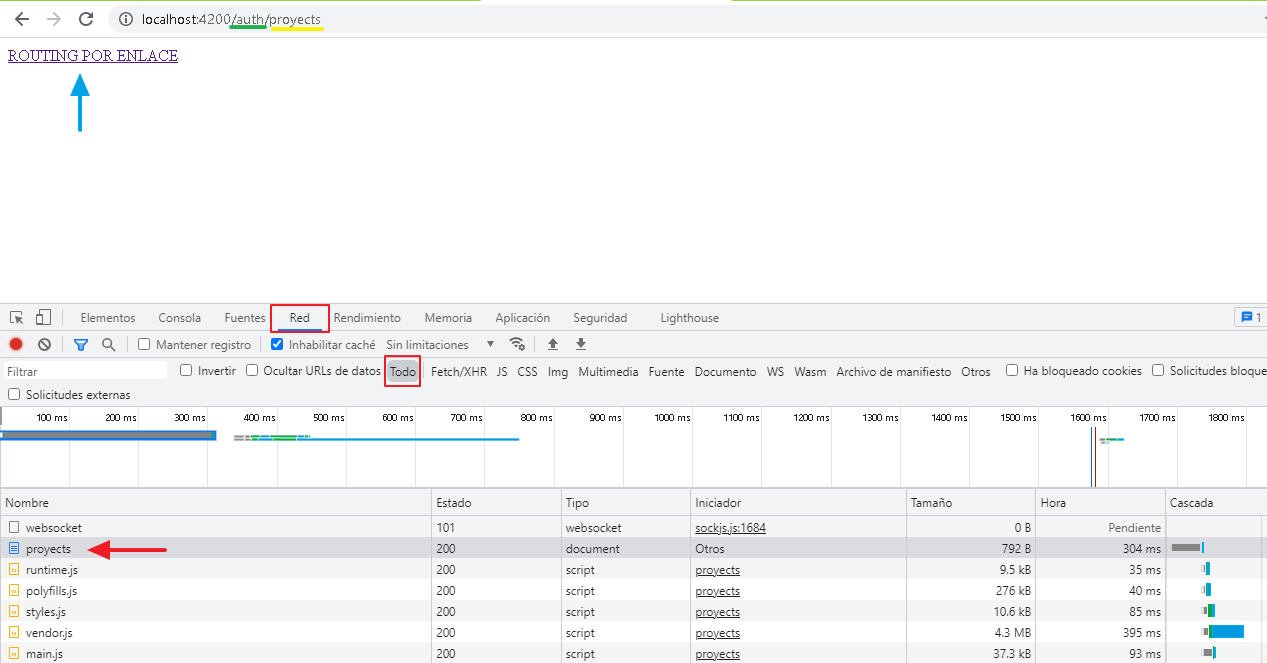 localhost:4200/auth/proyects
ROUTING POR ENLACE
Elementos Consola Fuentes Red Rendimiento Memoria Aplicación Seguridad Lighthouse 1
Mantener registro Inhabilitar caché Sin limitaciones
Filtrar Invertir Ocultar URLs de datos Todo Fetch/XHR JS CSS Img Multimedia Fuente Documento WS Wasm Archivo de manifiesto Otros Ha bloqueado cookies Solicitudes bloque
Solicitudes externas
100 ms 200 ms 300 ms 400 ms 500 ms 600 ms 700 ms 800 ms 900 ms 1000 ms 1100 ms 1200 ms 1300 ms 1400 ms 1500 ms 1600 ms 1700 ms 1800 ms
Nombre Estado Tipo Iniciador Tamaño Hora Cascada
websocket 101 websocket sockjs.js:1684 0 B Pendiente
proyects 200 document Otros 792 B 304 ms
runtime.js 200 script proyects 9.5 kB 35 ms
polyfills.js 200 script proyects 276 kB 40 ms
styles.js 200 script proyects 10.6 kB 85 ms
vendor.js 200 script proyects 4.3 MB 395 ms
main.js 200 script proyects 37.3 kB 93 ms